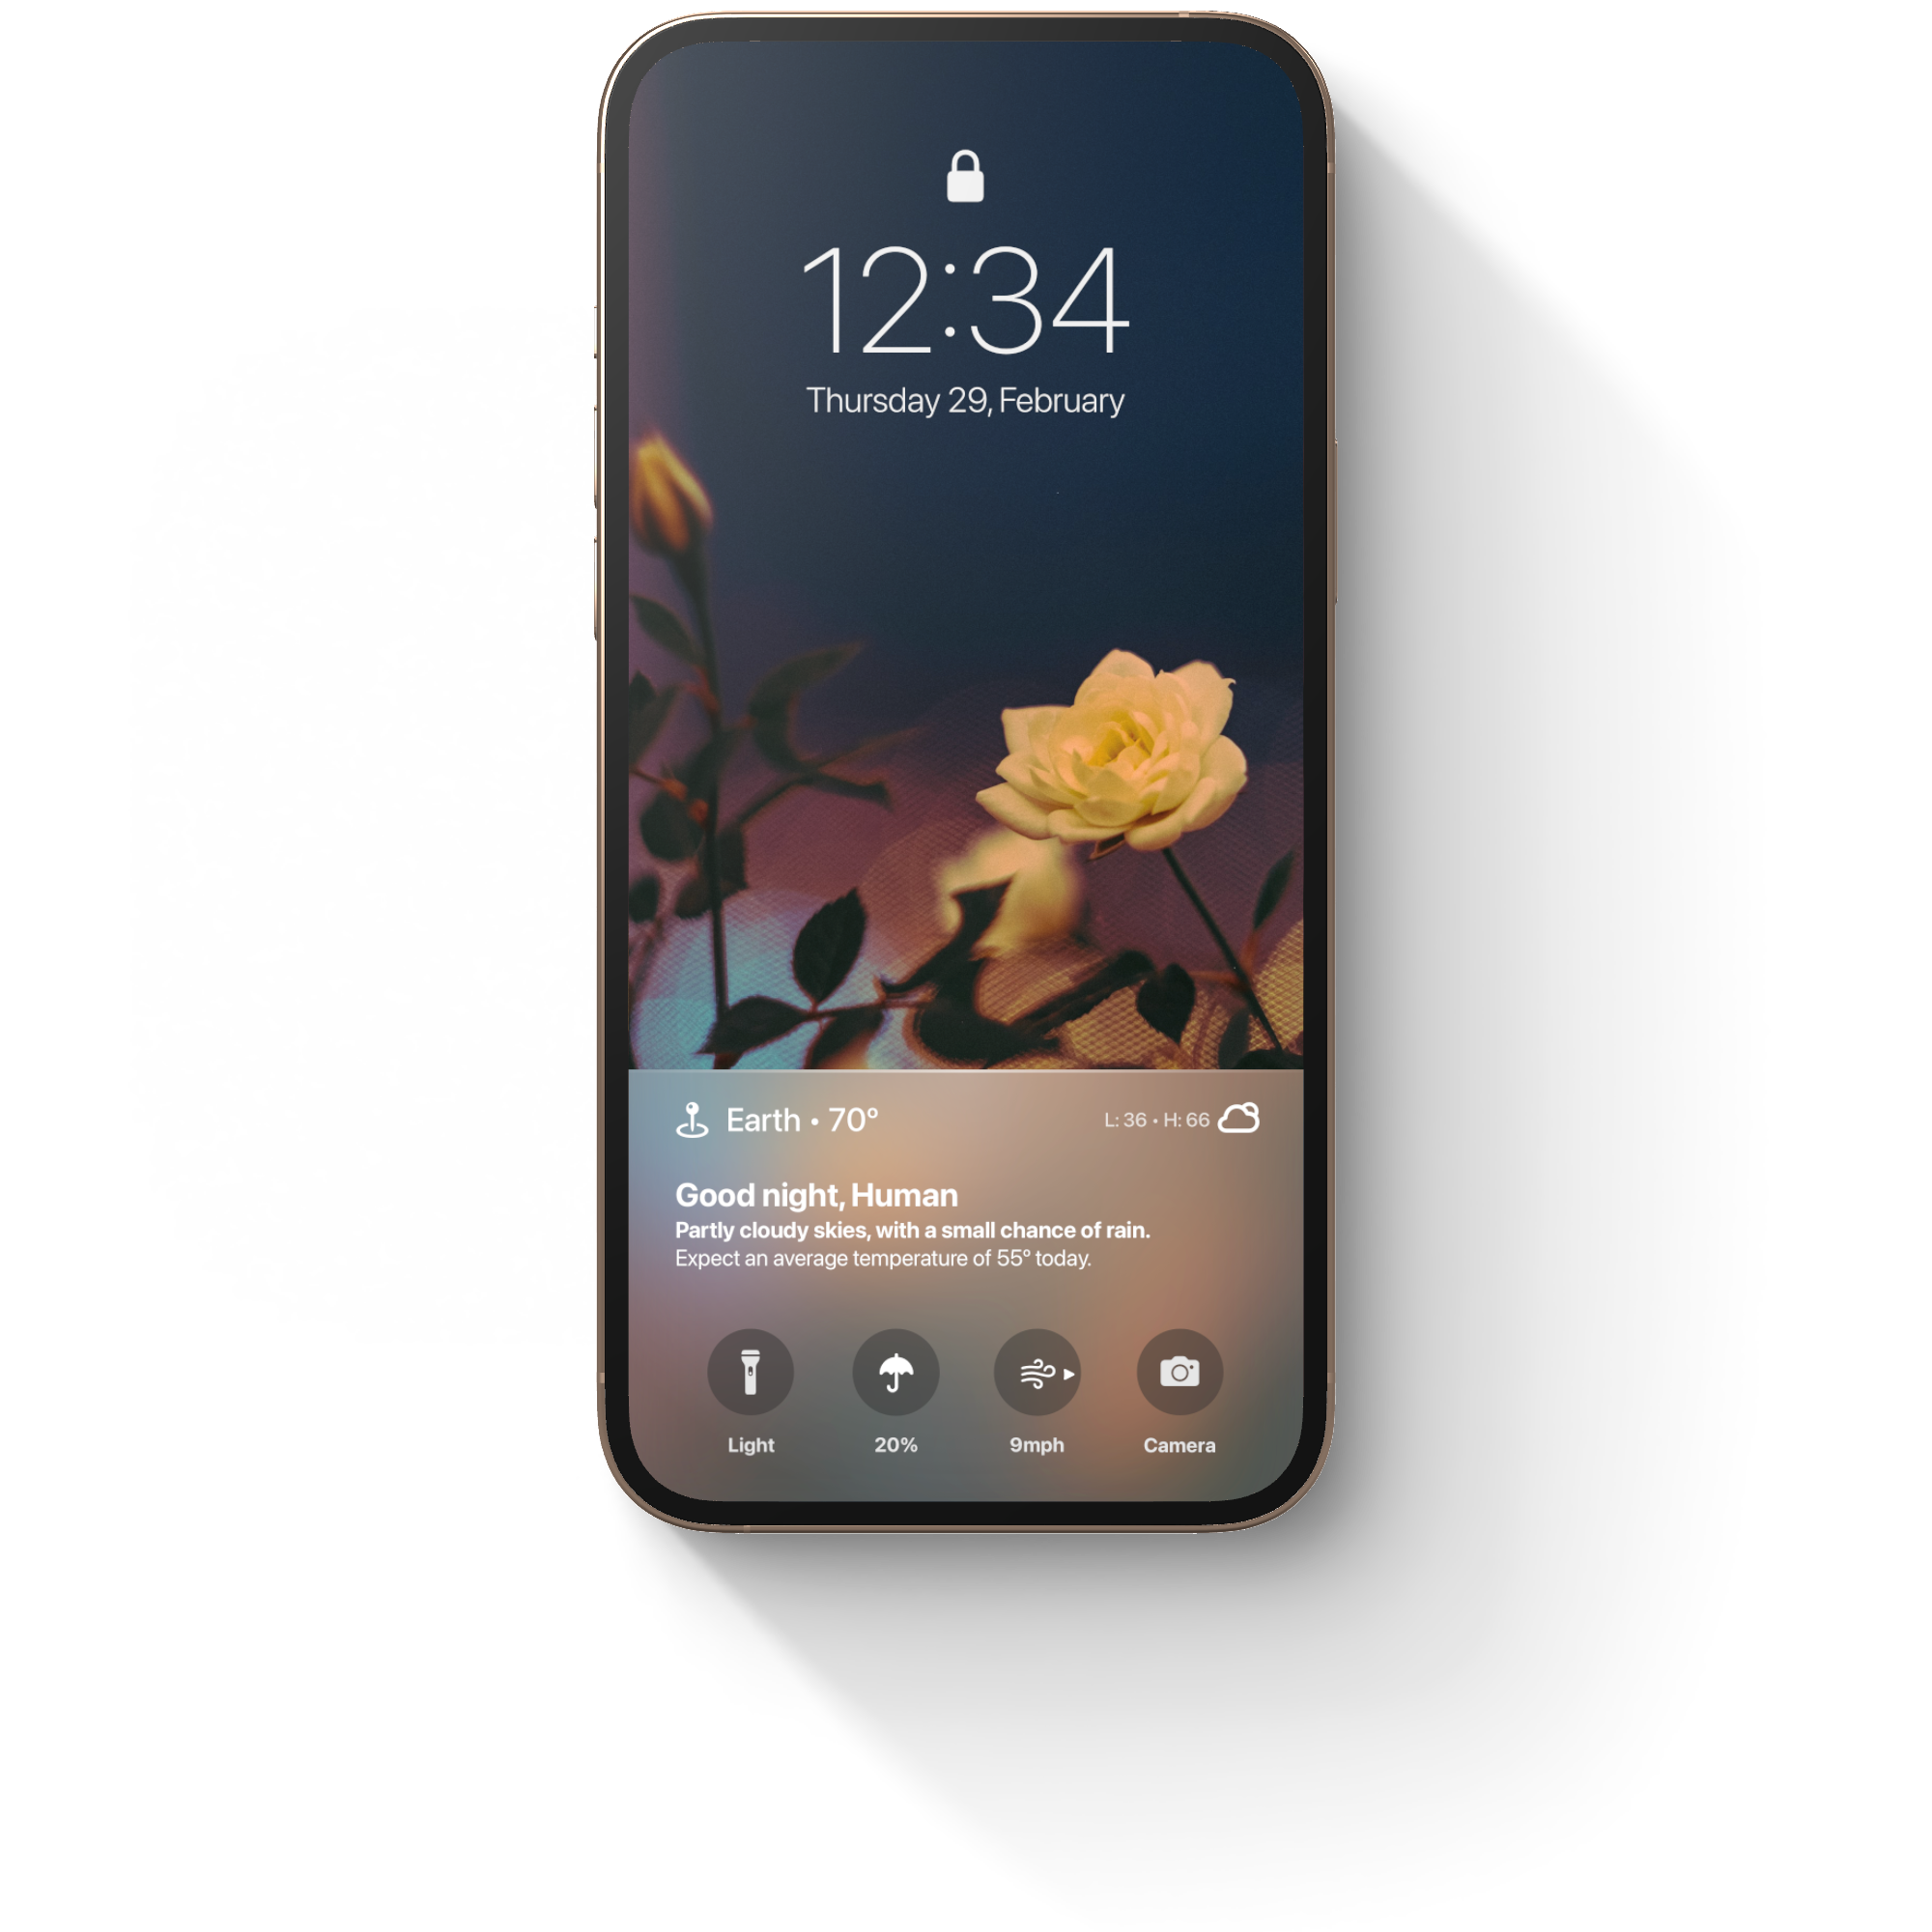 12:34
Thursday 29, February
Earth • 70°
L: 36 • H: 66
Good night, Human
Partly cloudy skies, with a small chance of rain.
Expect an average temperature of 55° today.
Light
20%
9mph
Camera